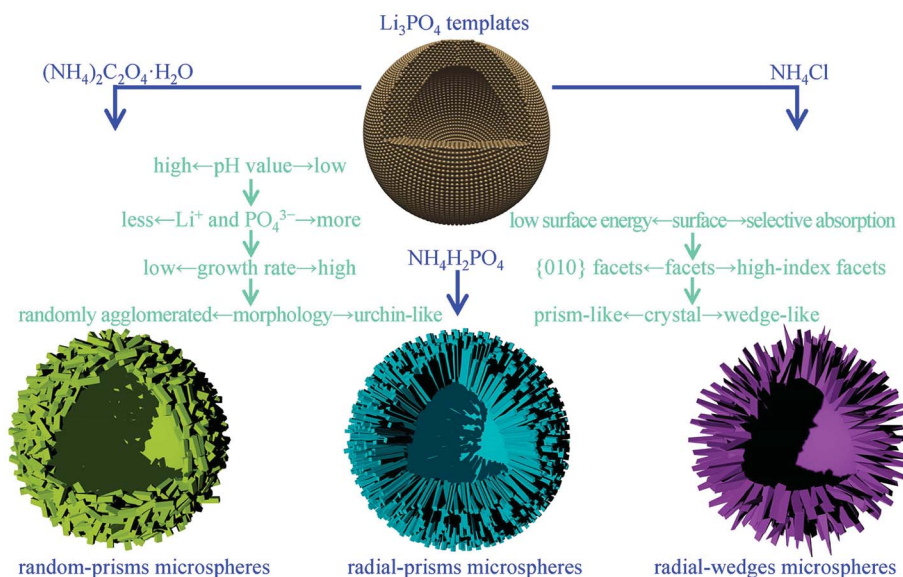 Li₃PO₄ templates
(NH₄)₂C₂O₄·H₂O
NH₄Cl
high←pH value→low
less←Li⁺ and PO₄³⁻→more
low←growth rate→high
randomly agglomerated←morphology→urchin-like
NH₄H₂PO₄
low surface energy←surface→selective absorption
{010} facets←facets→high-index facets
prism-like←crystal→wedge-like
random-prisms microspheres
radial-prisms microspheres
radial-wedges microspheres